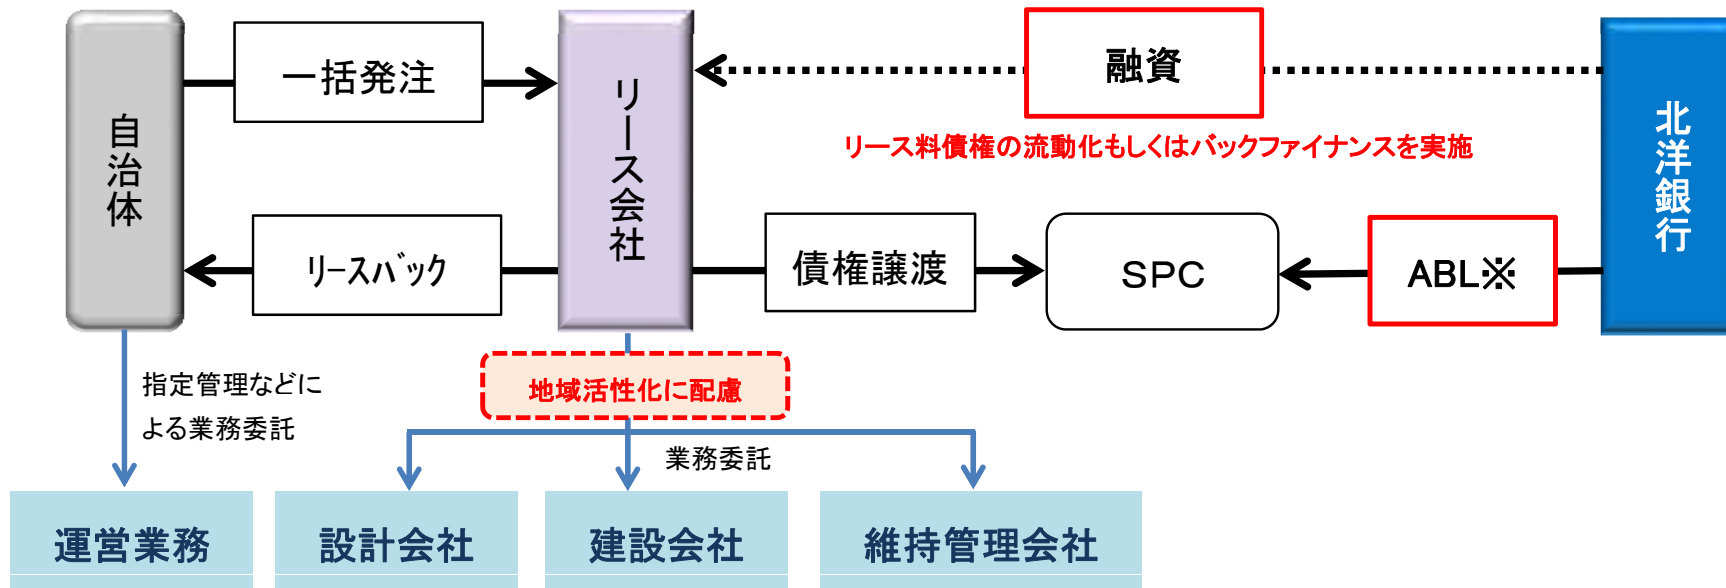 自治体
一括発注
リース会社
融資
北洋銀行
リース料債権の流動化もしくはバックファイナンスを実施
ﾘｰｽﾊﾞｯｸ
債権譲渡
SPC
ABL※
指定管理などに
よる業務委託
地域活性化に配慮
業務委託
運営業務
設計会社
建設会社
維持管理会社